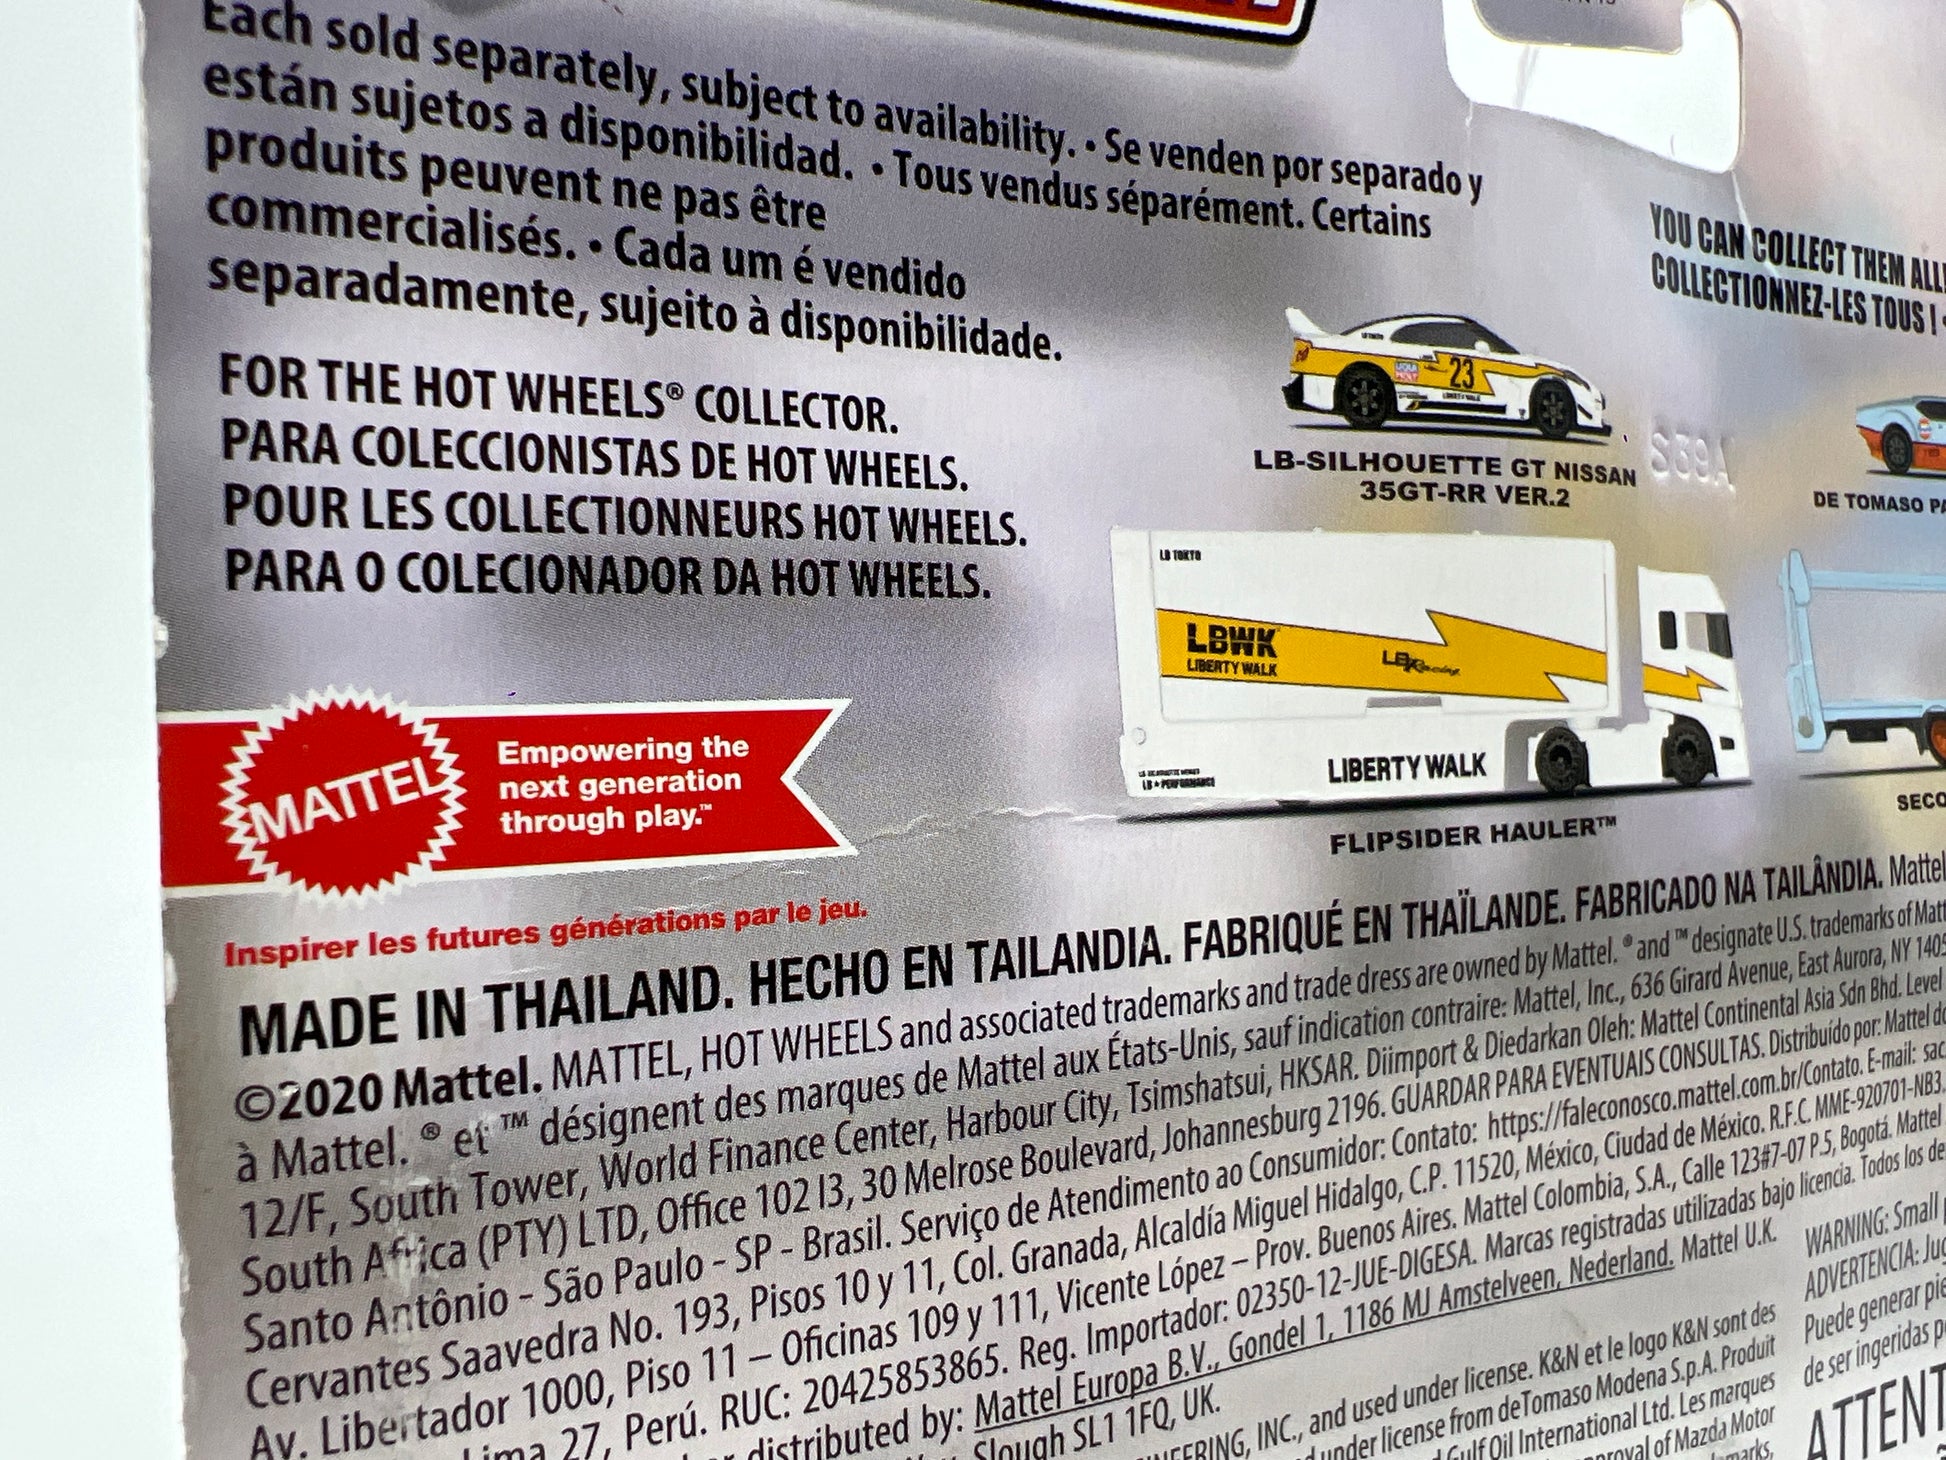 Each sold separately, subject to availability. • Se venden por separado y
están sujetos a disponibilidad. • Tous vendus séparément. Certains
produits peuvent ne pas être
commercialisés. • Cada um é vendido
separadamente, sujeito à disponibilidade.
FOR THE HOT WHEELS® COLLECTOR.
PARA COLECCIONISTAS DE HOT WHEELS.
POUR LES COLLECTIONNEURS HOT WHEELS.
PARA O COLECIONADOR DA HOT WHEELS.
YOU CAN COLLECT THEM ALL!
COLLECTIONNEZ-LES TOUS ! •
23
LB-SILHOUETTE GT NISSAN
35GT-RR VER.2
S39A
DE TOMASO
LB TOKYO
LBWK
LIBERTY WALK
LIBERTY WALK
FLIPSIDER HAULER™
SECO
MATTEL
Empowering the
next generation
through play.™
Inspirer les futures générations par le jeu.
MADE IN THAILAND. HECHO EN TAILANDIA. FABRIQUÉ EN THAÏLANDE. FABRICADO NA TAILÂNDIA. Mattel
©2020 Mattel. MATTEL, HOT WHEELS and associated trademarks and trade dress are owned by Mattel. ® and ™ designate U.S. trademarks of Matt
à Mattel. ® et ™ désignent des marques de Mattel aux États-Unis, sauf indication contraire: Mattel, Inc., 636 Girard Avenue, East Aurora, NY 1405
12/F, South Tower, World Finance Center, Harbour City, Tsimshatsui, HKSAR. Diimport & Diedarkan Oleh: Mattel Continental Asia Sdn Bhd. Level
South Africa (PTY) LTD, Office 102 I3, 30 Melrose Boulevard, Johannesburg 2196. GUARDAR PARA EVENTUAIS CONSULTAS. Distribuído por: Mattel do
Santo Antônio - São Paulo - SP - Brasil. Serviço de Atendimento ao Consumidor: Contato: https://faleconosco.mattel.com.br/Contato. E-mail: sac
Cervantes Saavedra No. 193, Pisos 10 y 11, Col. Granada, Alcaldía Miguel Hidalgo, C.P. 11520, México, Ciudad de México. R.F.C. MME-920701-NB3.
Av. Libertador 1000, Piso 11 – Oficinas 109 y 111, Vicente López – Prov. Buenos Aires. Mattel Colombia, S.A., Calle 123#7-07 P.5, Bogotá. Mattel
Lima 27, Perú. RUC: 20425853865. Reg. Importador: 02350-12-JUE-DIGESA. Marcas registradas utilizadas bajo licencia. Todos los de
distributed by: Mattel Europa B.V., Gondel 1, 1186 MJ Amstelveen, Nederland. Mattel U.K.
Slough SL1 1FQ, UK.
EERING, INC., and used under license. K&N et le logo K&N sont des
under license from deTomaso Modena S.p.A. Produit
Gulf Oil International Ltd. Les marques
proval of Mazda Motor
marks,
WARNING: Small
ADVERTENCIA: Jug
Puede generar pie
de ser ingeridas
ATTENT